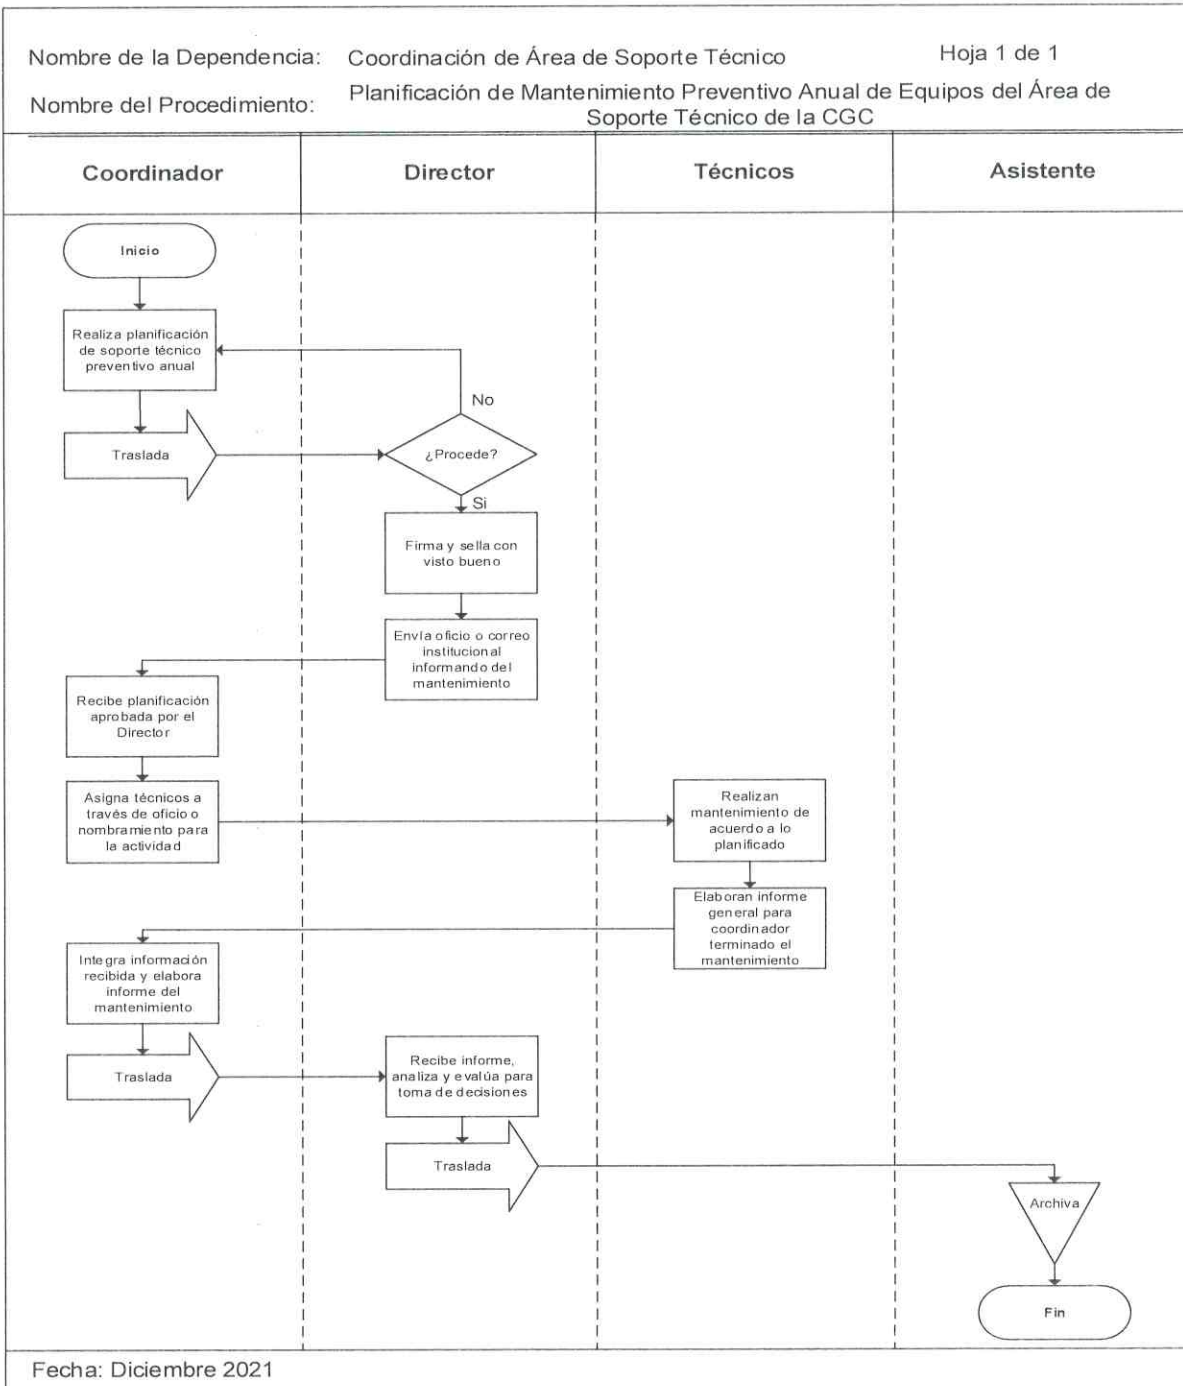 Nombre de la Dependencia: Coordinación de Área de Soporte Técnico Hoja 1 de 1
Nombre del Procedimiento: Planificación de Mantenimiento Preventivo Anual de Equipos del Área de
Soporte Técnico de la CGC
Coordinador Director Técnicos Asistente
Inicio
Realiza planificación
de soporte técnico
preventivo anual
No
Traslada
¿Procede?
Si
Firma y sella con
visto bueno
Envía oficio o correo
institucional
informando del
mantenimiento
Recibe planificación
aprobada por el
Director
Asigna técnicos a
través de oficio o
nombramiento para
la actividad
Realizan
mantenimiento de
acuerdo a lo
planificado
Elaboran informe
general para
coordinador
terminado el
mantenimiento
Integra información
recibida y elabora
informe del
mantenimiento
Traslada
Recibe informe,
analiza y evalúa para
toma de decisiones
Traslada
Archiva
Fin
Fecha: Diciembre 2021